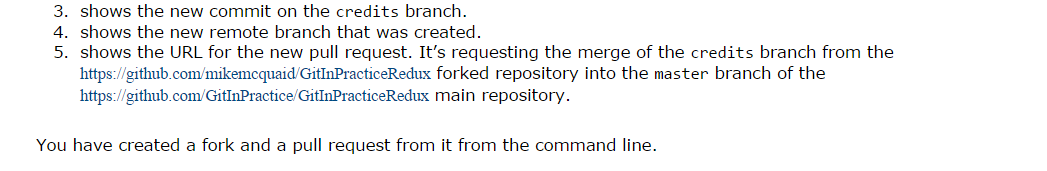 3. shows the new commit on the credits branch.
4. shows the new remote branch that was created.
5. shows the URL for the new pull request. It’s requesting the merge of the credits branch from the
https://github.com/mikemcquaid/GitInPracticeRedux forked repository into the master branch of the
https://github.com/GitInPractice/GitInPracticeRedux main repository.
You have created a fork and a pull request from it from the command line.